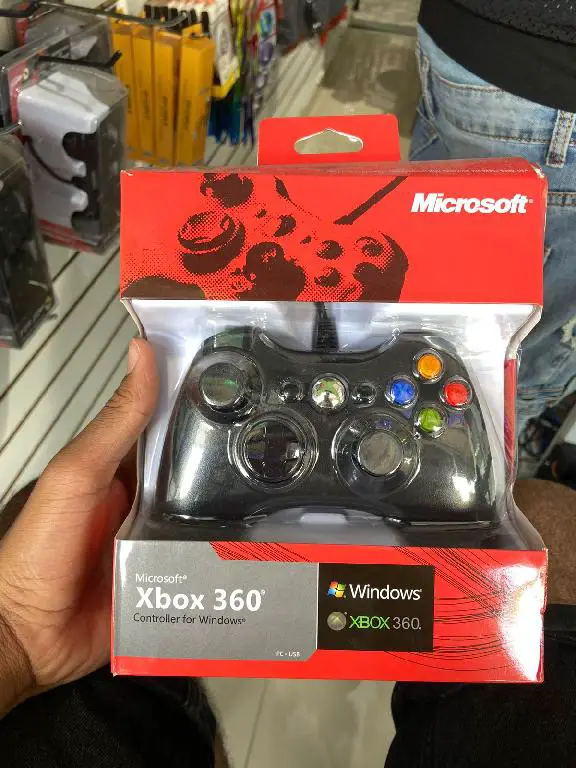 Microsoft®
Microsoft®
Xbox 360®
Controller for Windows®
PC • USB
Windows®
XBOX 360.